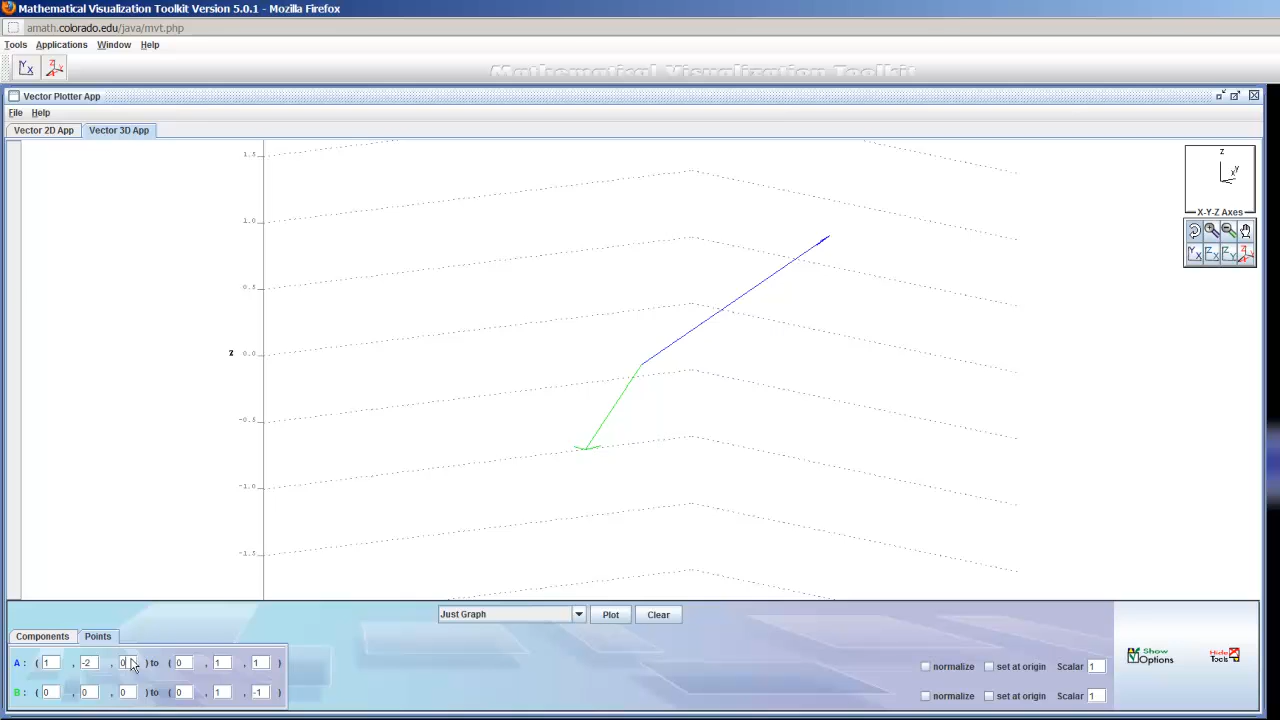 Mathematical Visualization Toolkit Version 5.0.1 - Mozilla Firefox
amath.colorado.edu/java/mvt.php
Tools Applications Window Help
Y X Z Y
Mathematical Visualization Toolkit
Vector Plotter App
File Help
Vector 2D App Vector 3D App
1.5
1.0
0.5
z 0.0
-0.5
-1.0
-1.5
z
x Y
X-Y-Z Axes
Just Graph Plot Clear
Components Points
A : ( 1 , -2 , 0 ) to ( 0 , 1 , 1 )
B : ( 0 , 0 , 0 ) to ( 0 , 1 , -1 )
normalize set at origin Scalar 1
normalize set at origin Scalar 1
Show Options
Hide Tools